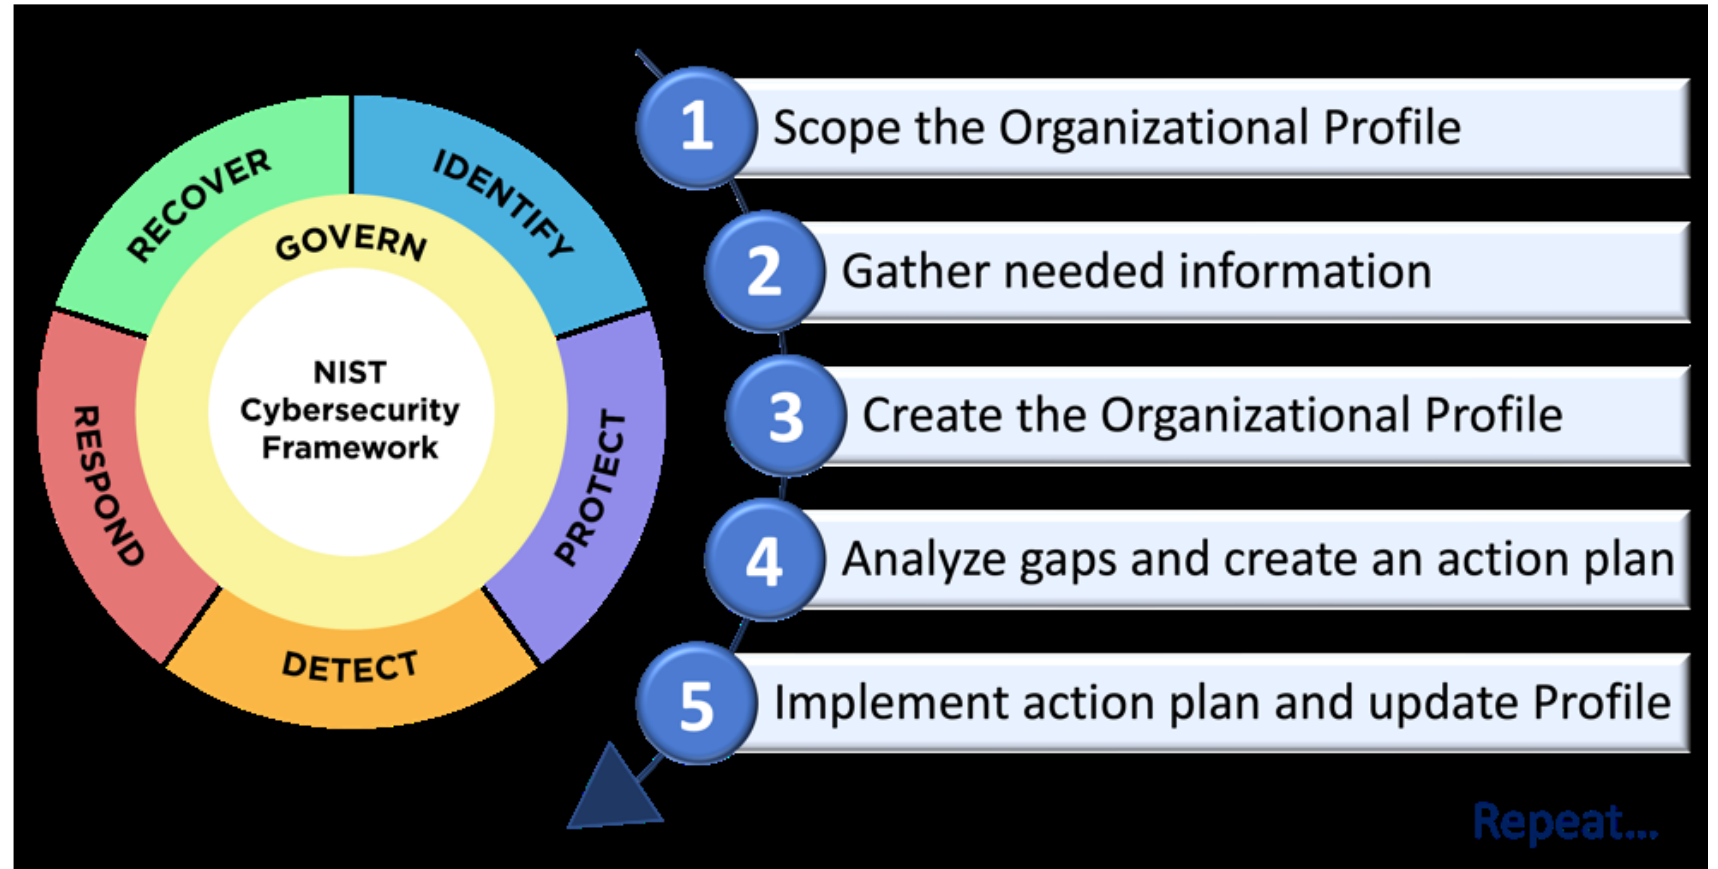 RECOVER
IDENTIFY
GOVERN
NIST
Cybersecurity
Framework
RESPOND
PROTECT
DETECT
1 Scope the Organizational Profile
2 Gather needed information
3 Create the Organizational Profile
4 Analyze gaps and create an action plan
5 Implement action plan and update Profile
Repeat...